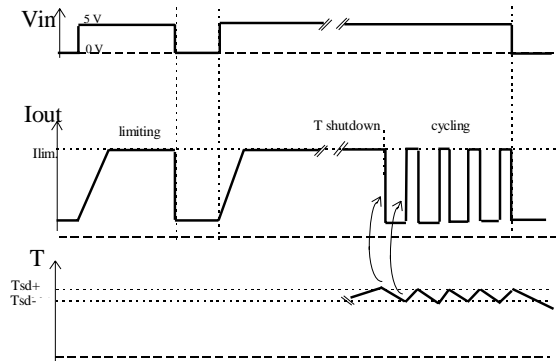 Vin
5 V
0 V
Iout
limiting
T shutdown
cycling
Ilim.
T
Tsd+
Tsd-